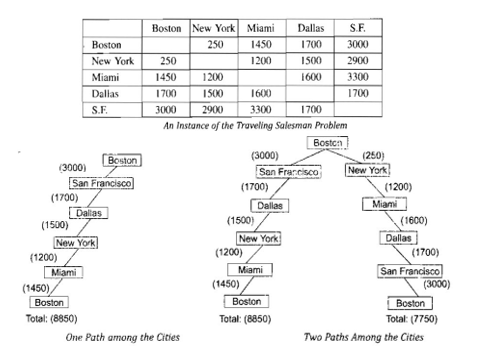 Boston New York Miami Dallas S.F.
Boston 250 1450 1700 3000
New York 250 1200 1500 2900
Miami 1450 1200 1600 3300
Dallas 1700 1500 1600 1700
S.F. 3000 2900 3300 1700
An Instance of the Traveling Salesman Problem
Boston
(3000)
San Francisco
(1700)
Dallas
(1500)
New York
(1200)
Miami
(1450)
Boston
Total: (8850)
One Path among the Cities
Boston
(3000) (250)
San Francisco New York
(1700) (1200)
Dallas Miami
(1500) (1600)
New York Dallas
(1200) (1700)
Miami San Francisco
(1450) (3000)
Boston Boston
Total: (8850) Total: (7750)
Two Paths Among the Cities